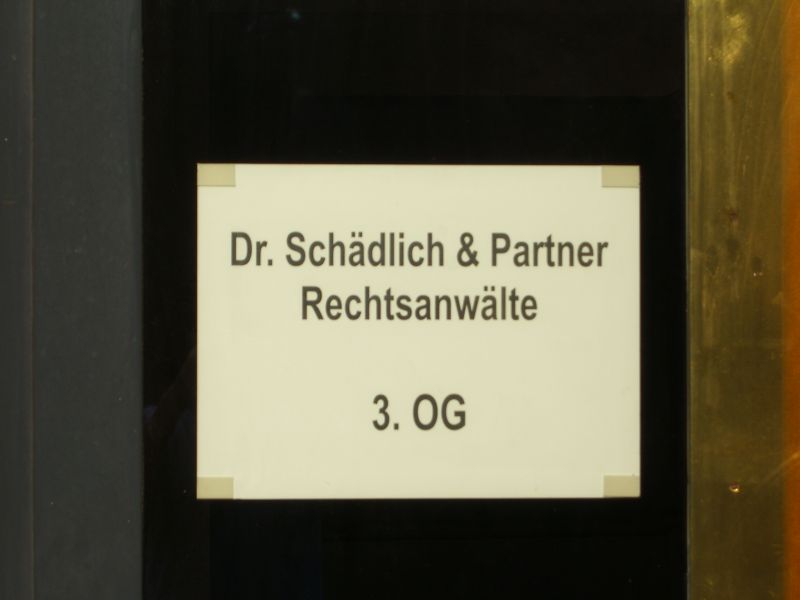 Dr. Schädlich & Partner
Rechtsanwälte
3. OG